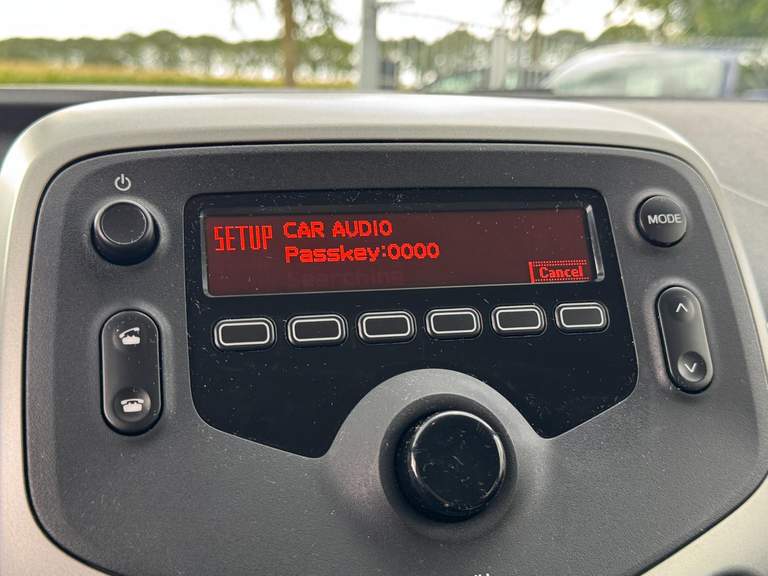 SETUP CAR AUDIO
Passkey:0000
Cancel
MODE